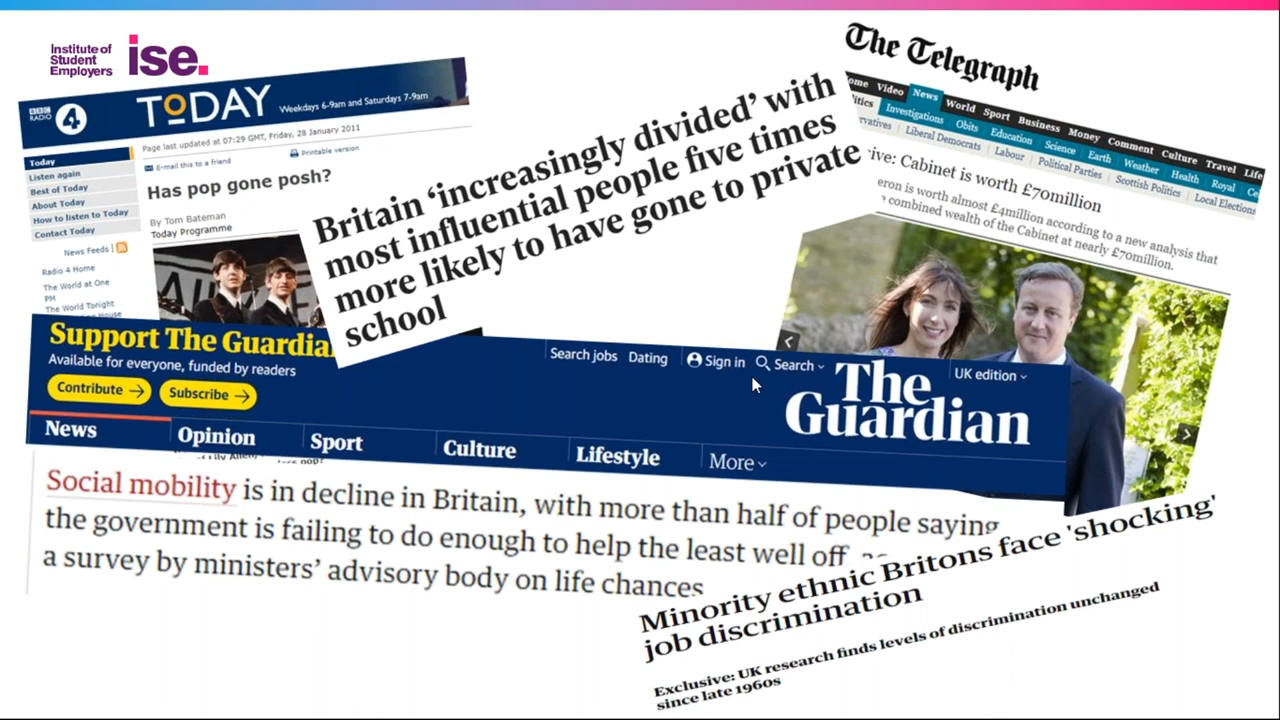 Institute of
Student
Employers
ise.
BBC
RADIO
4
TODAY
Weekdays 6-9am and Saturdays 7-9am
Page last updated at 07:29 GMT, Friday, 28 January 2011
E-mail this to a friend
Printable version
Today
Listen again
Best of Today
About Today
How to listen to Today
Contact Today
News Feeds
Radio 4 Home
The World at One
PM
The World Tonight
Has pop gone posh?
By Tom Bateman
Today Programme
Britain ‘increasingly divided’ with
most influential people five times
more likely to have gone to private
school
The Telegraph
Video News World Sport Business Money Comment Culture Travel Life
Investigations Obits Education Science Earth Weather Health Royal
Liberal Democrats Labour Political Parties Scottish Politics Local Elections
Cabinet is worth £70million
is worth almost £4million according to a new analysis that
combined wealth of the Cabinet at nearly £70million.
Support The
Available for everyone, funded by readers
Contribute →
Subscribe →
Search jobs Dating Sign in Search
UK edition
The
Guardian
News
Opinion
Sport
Culture
Lifestyle
More
Social mobility is in decline in Britain, with more than half of people saying
the government is failing to do enough to help the least well off
a survey by ministers’ advisory body on life chances
Minority ethnic Britons face 'shocking'
job discrimination
Exclusive: UK research finds levels of discrimination unchanged
since late 1960s